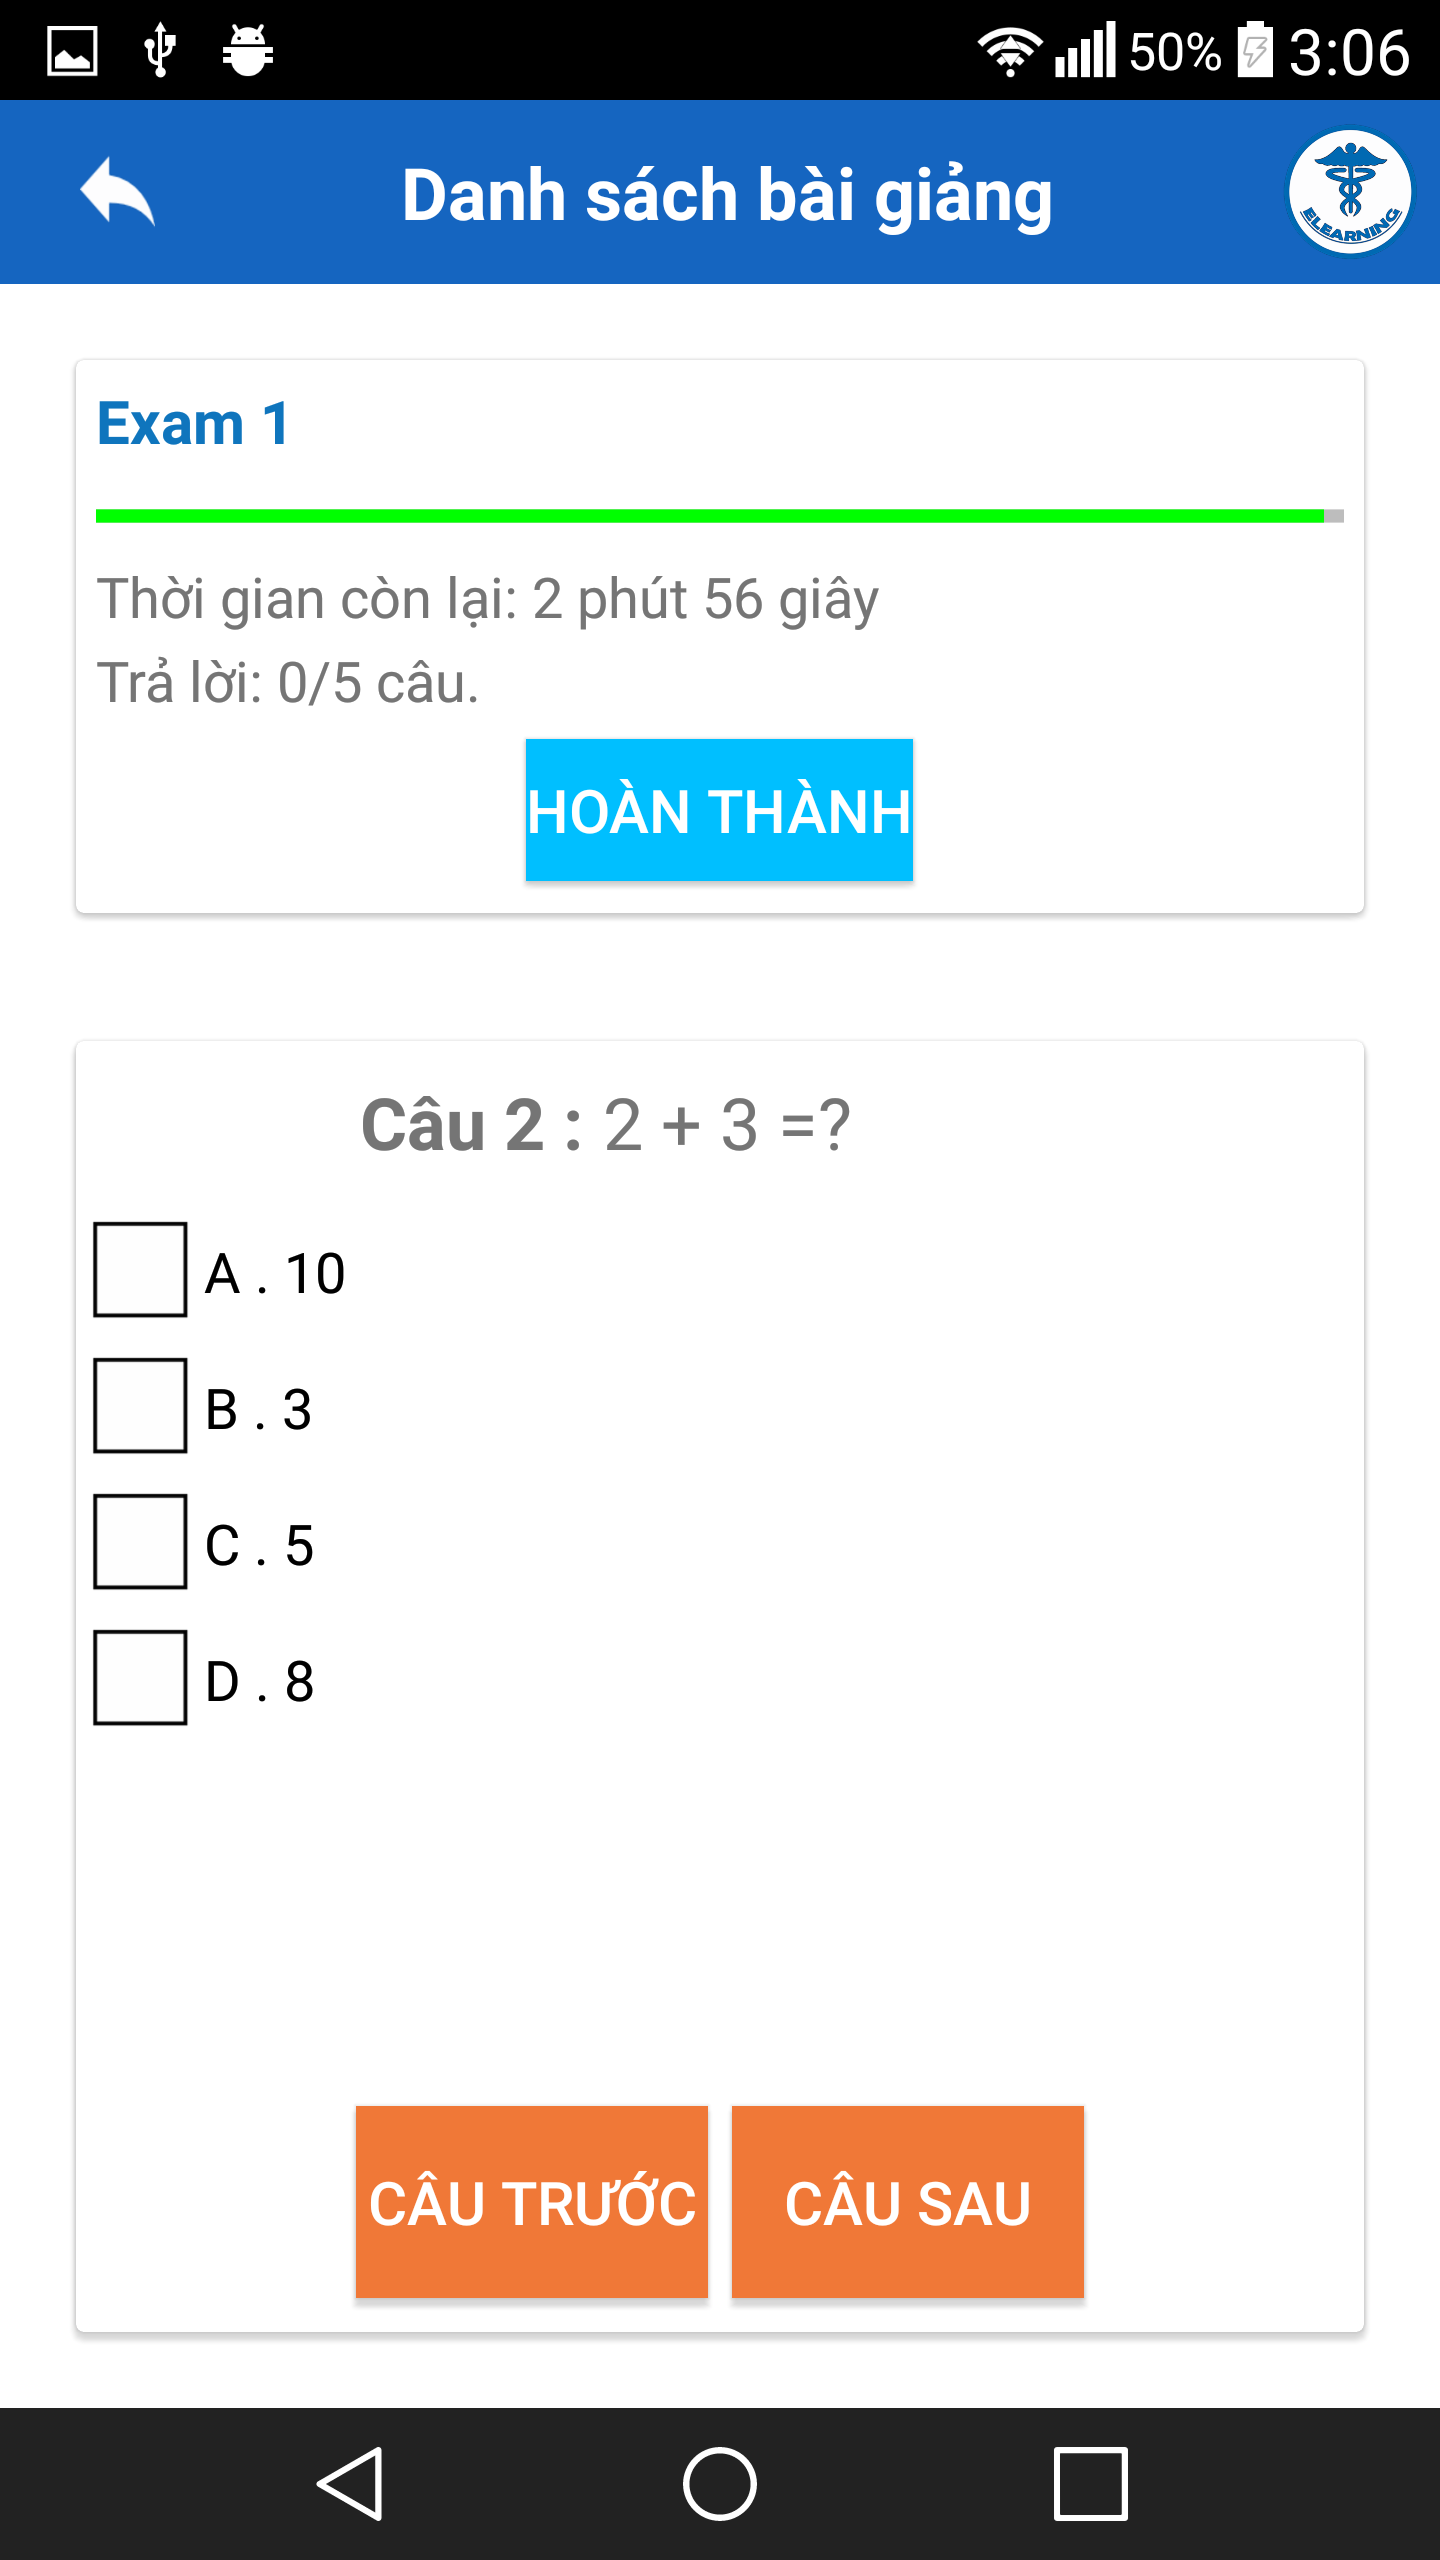 50% 3:06
Danh sách bài giảng
ELEARNING
Exam 1
Thời gian còn lại: 2 phút 56 giây
Trả lời: 0/5 câu.
HOÀN THÀNH
Câu 2 : 2 + 3 =?
A . 10
B . 3
C . 5
D . 8
CÂU TRƯỚC CÂU SAU